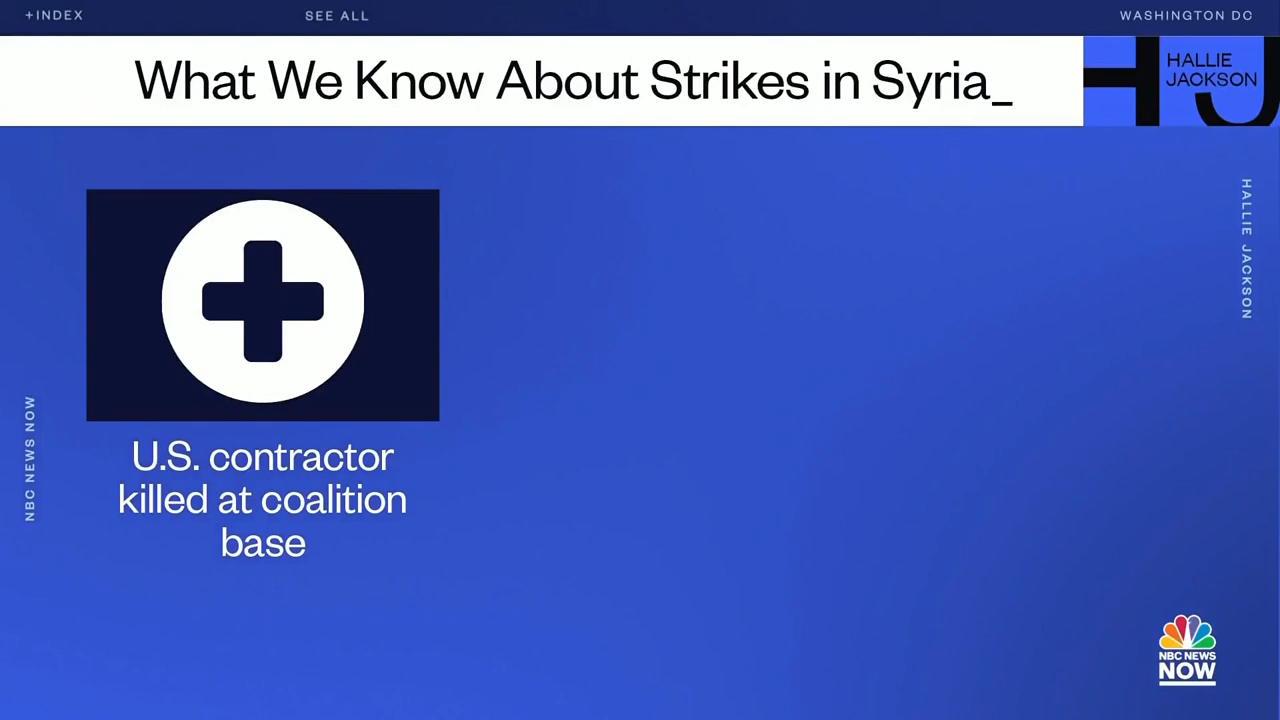 +INDEX
SEE ALL
WASHINGTON DC
What We Know About Strikes in Syria_
HJ
HALLIE
JACKSON
HALLIE JACKSON
NBC NEWS NOW
U.S. contractor
killed at coalition
base
NBC NEWS
NOW